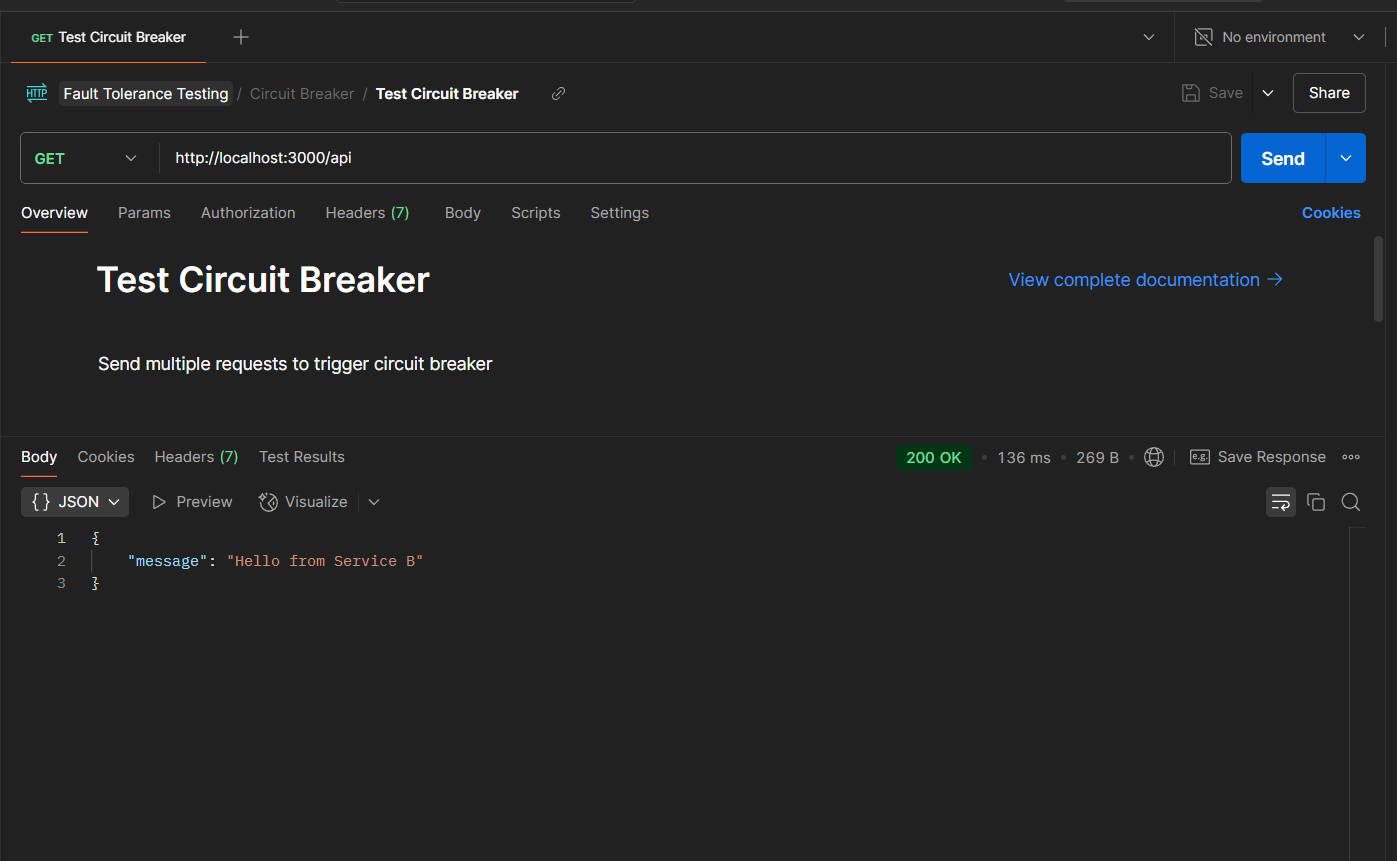 GET Test Circuit Breaker No environment
HTTP Fault Tolerance Testing / Circuit Breaker / Test Circuit Breaker Save Share
GET http://localhost:3000/api Send
Overview Params Authorization Headers (7) Body Scripts Settings Cookies
Test Circuit Breaker View complete documentation →
Send multiple requests to trigger circuit breaker
Body Cookies Headers (7) Test Results 200 OK • 136 ms • 269 B • e.g. Save Response
{} JSON Preview Visualize
1 {
2 "message": "Hello from Service B"
3 }